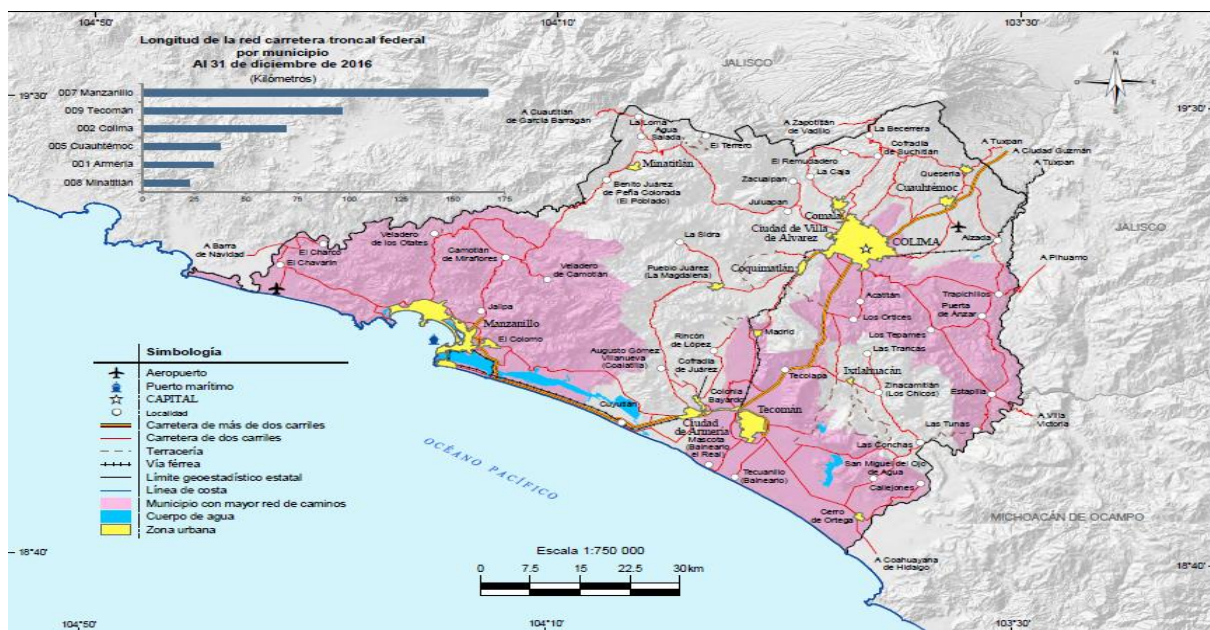 104°50'
104°10'
103°30'
Longitud de la red carretera troncal federal
por municipio
Al 31 de diciembre de 2016
(Kilómetros)
007 Manzanillo
009 Tecomán
002 Colima
005 Cuauhtémoc
001 Armería
008 Minatitlán
0
25
50
75
100
125
150
175
19°30'
19°30'
JALISCO
N
E
S
O
A Cuautitlán
de García Barragán
La Loma
Agua
Salada
El Terrero
Minatitlán
Benito Juárez
de Peña Colorada
(El Poblado)
A Zapotitlán
de Vadillo
La Becerrera
Cofradía
de Suchitlán
El Remudadero
La Caja
Zacualpan
Juluapan
A Tuxpan
A Ciudad Guzmán
A Tuxpan
Quesería
Cuauhtémoc
Comala
Ciudad de Villa
de Alvarez
COLIMA
Alzada
JALISCO
La Sidra
Coquimatlán
Pueblo Juárez
(La Magdalena)
A Pihuamo
A Barra
de Navidad
El Charco
El Chavarín
Veladero
de los Otates
Camotlán
de Miraflores
Veladero
de Camotlán
Jalipa
Manzanillo
El Colomo
Acatitán
Los Ortices
Trapichillos
Puerta
de Anzar
Los Tepames
Las Trancas
Madrid
Rincón
de López
Augusto Gómez
Villanueva
(Coalatilla)
Cofradía
de Juárez
Colonia
Bayardo
Tecolapa
Ixtlahuacán
Zinacamitlán
(Los Chicos)
Estapilla
A Villa
Victoria
Las Tunas
Cuyutlán
Ciudad
de Armería
Tecomán
Mascota
(Balneario
el Real)
Tecuanillo
(Balneario)
Las Conchas
San Miguel del Ojo
de Agua
Callejones
Cerro
de Ortega
A Coahuayana
de Hidalgo
MICHOACÁN DE OCAMPO
OCÉANO PACÍFICO
Simbología
Aeropuerto
Puerto marítimo
CAPITAL
Localidad
Carretera de más de dos carriles
Carretera de dos carriles
Terracería
Vía férrea
Límite geoestadístico estatal
Línea de costa
Municipio con mayor red de caminos
Cuerpo de agua
Zona urbana
Escala 1:750 000
0
7.5
15
22.5
30 km
18°40'
18°40'
104°50'
104°10'
103°30'